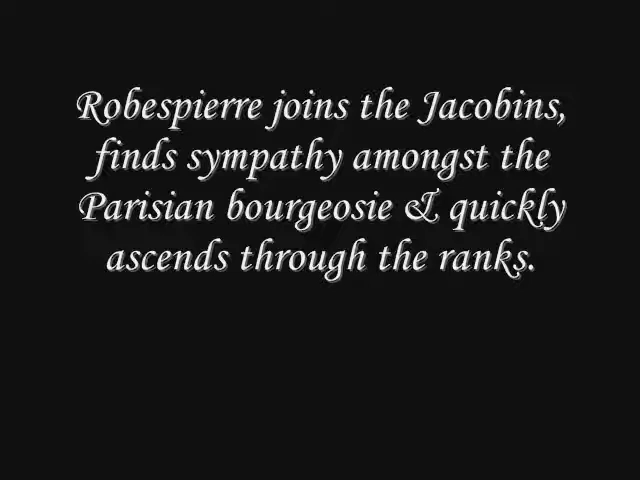 Robespierre joins the Jacobins,
finds sympathy amongst the
Parisian bourgeosie & quickly
ascends through the ranks.